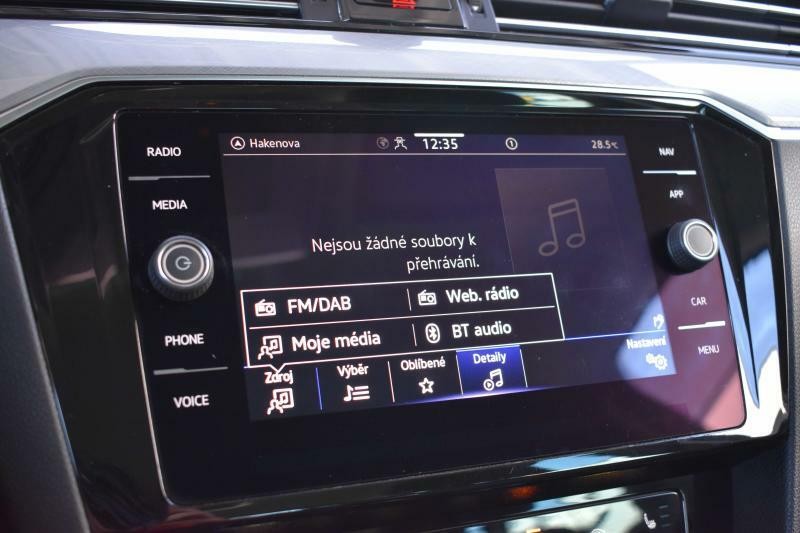 Hakenova
12:35
1
28.5°C
RADIO
MEDIA
PHONE
VOICE
Nejsou žádné soubory k
přehrávání.
FM/DAB
Web. rádio
Moje média
BT audio
Zdroj
Výběr
Oblíbené
Detaily
Nastavení
NAV
APP
CAR
MENU